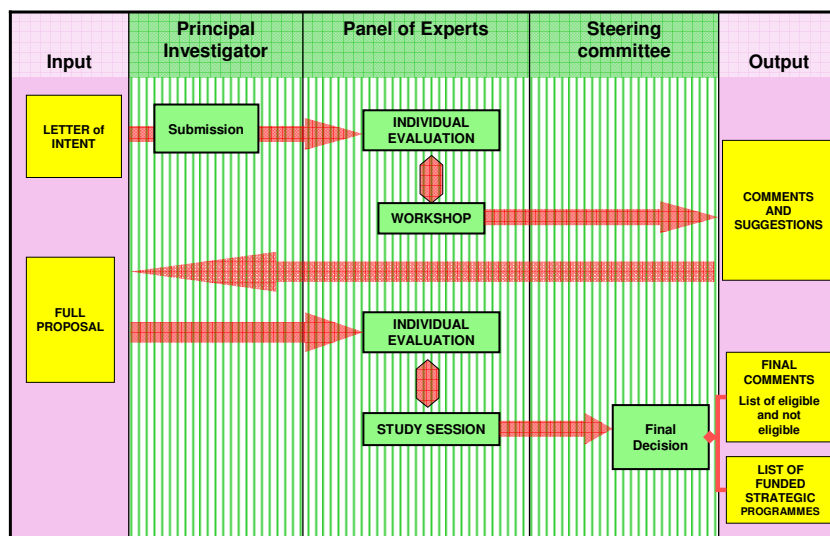 Input
Principal
Investigator
Panel of Experts
Steering
committee
Output
LETTER of
INTENT
Submission
INDIVIDUAL
EVALUATION
WORKSHOP
COMMENTS
AND
SUGGESTIONS
FULL
PROPOSAL
INDIVIDUAL
EVALUATION
STUDY SESSION
Final
Decision
FINAL
COMMENTS
List of eligible
and not
eligible
LIST OF
FUNDED
STRATEGIC
PROGRAMMES